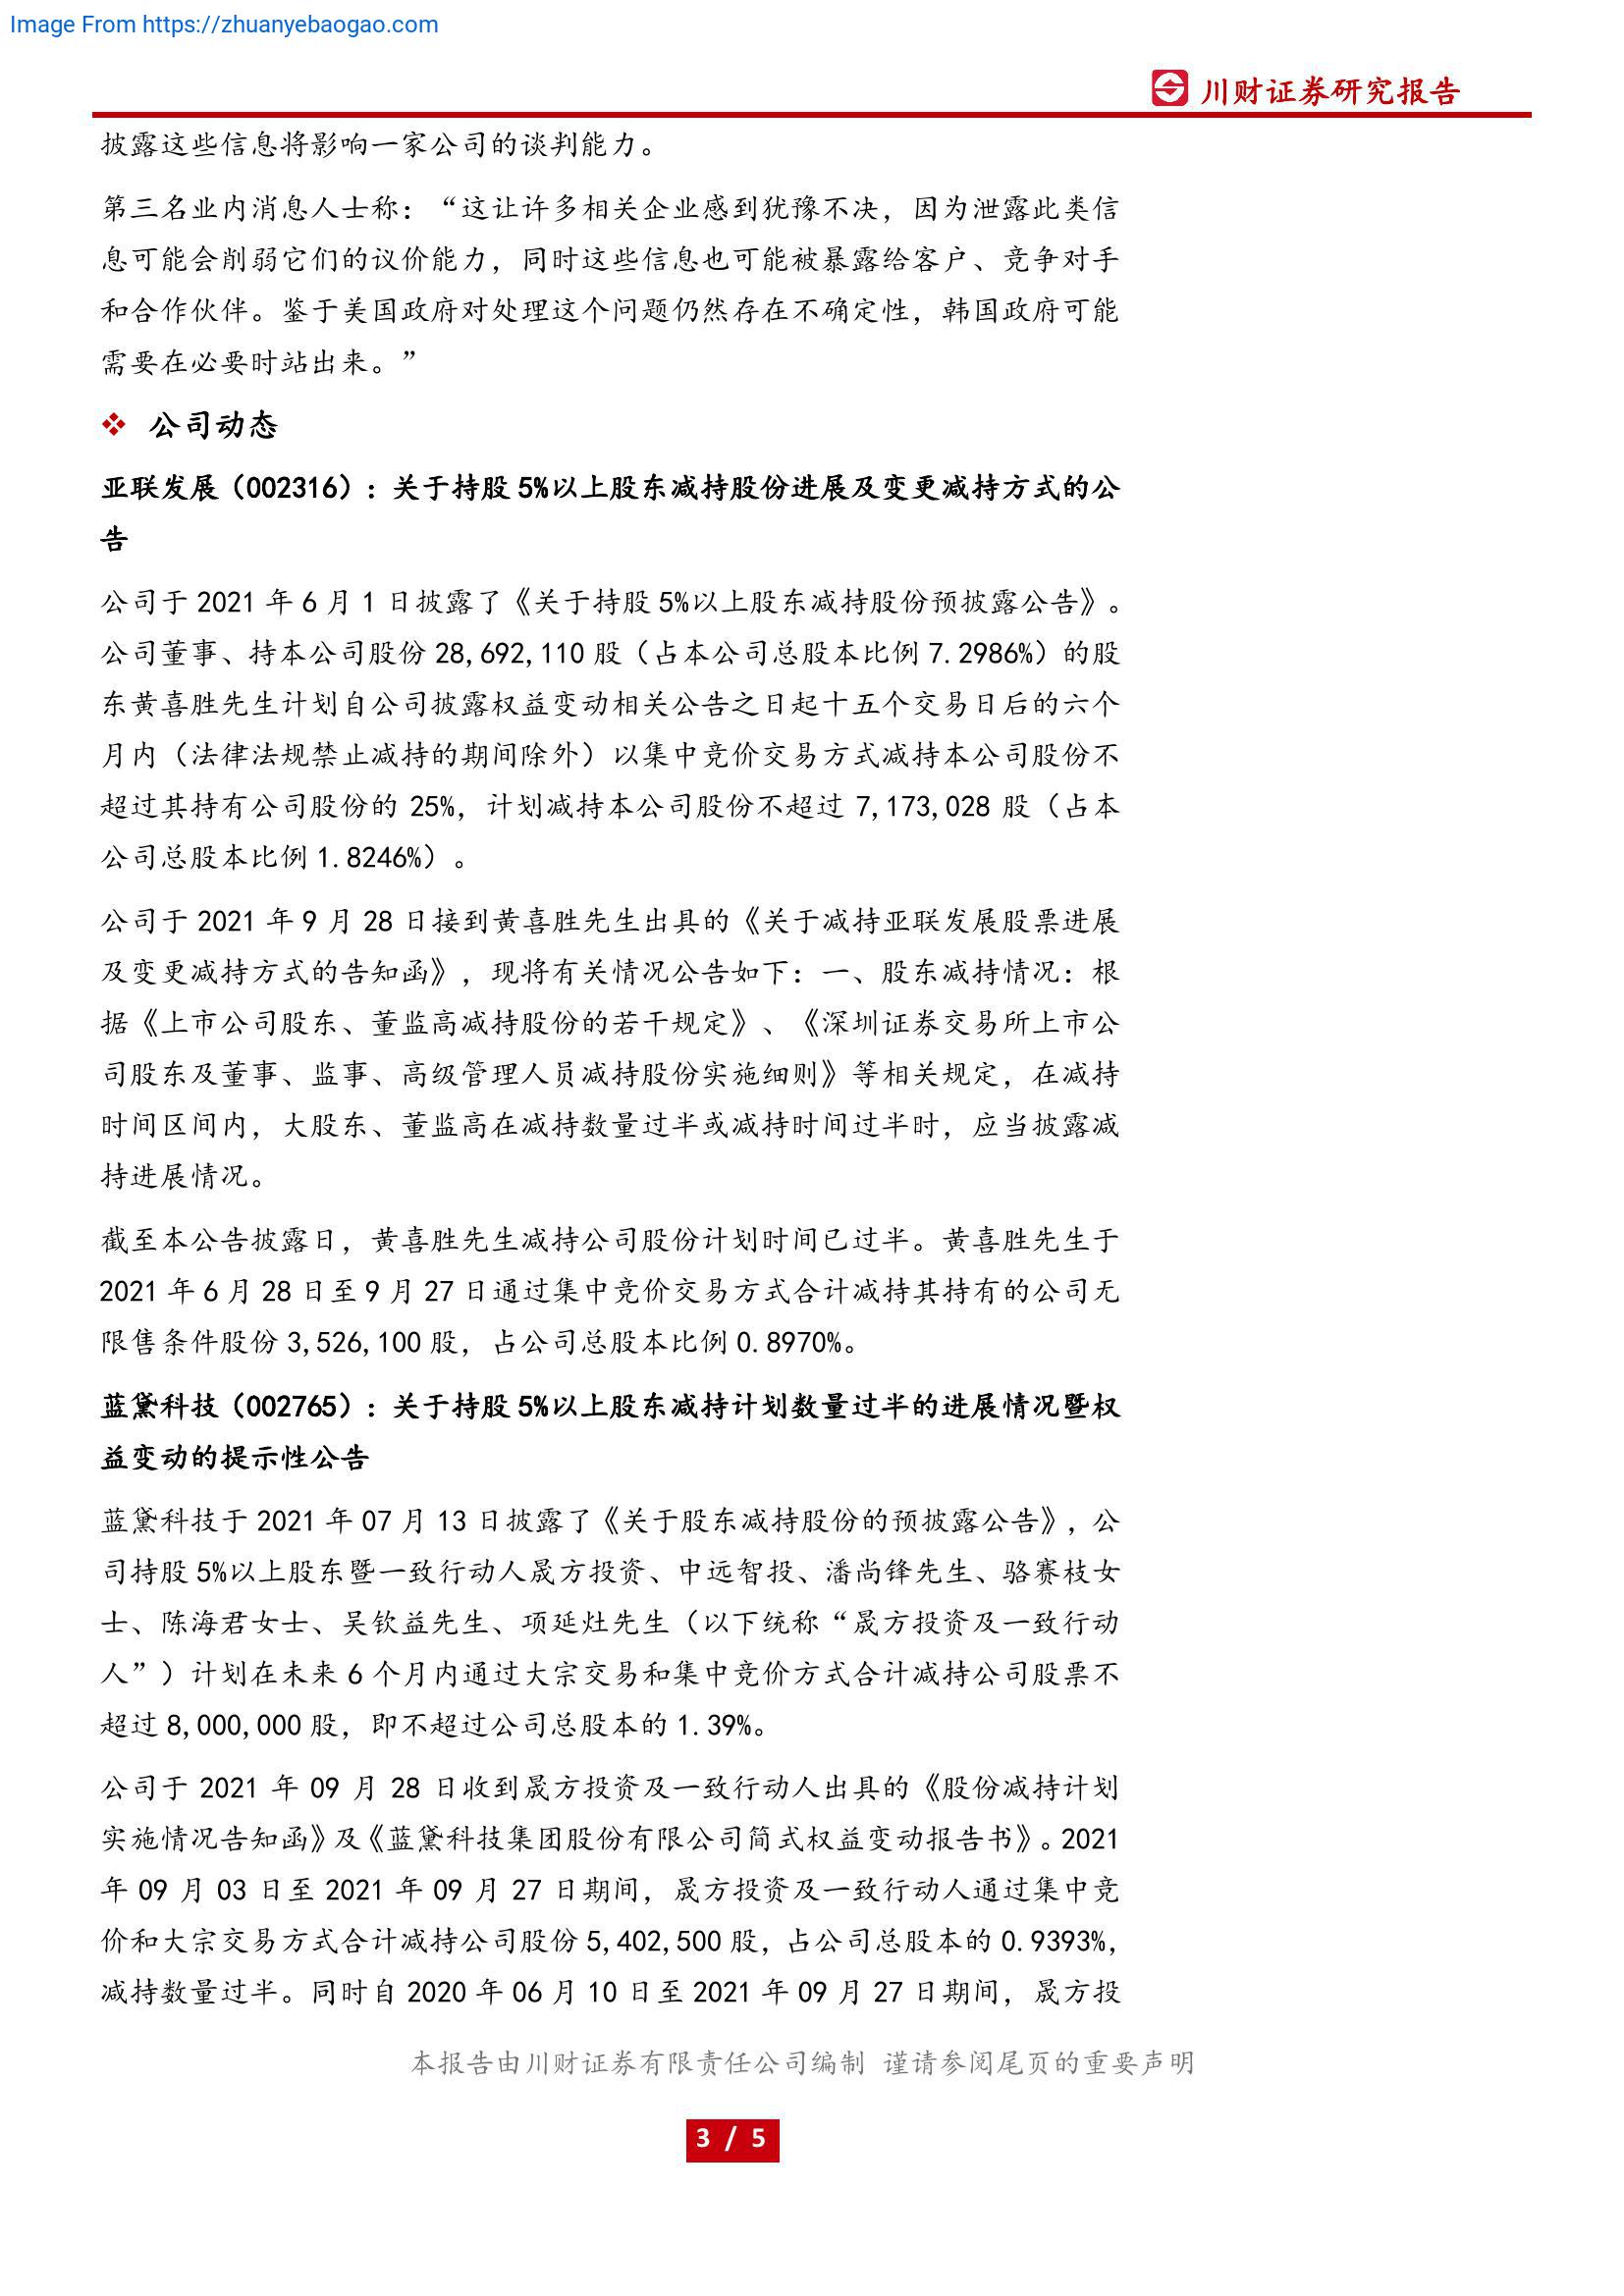 Image From https://zhuanyebaogao.com
川财证券研究报告
披露这些信息将影响一家公司的谈判能力。
第三名业内消息人士称：“这让许多相关企业感到犹豫不决，因为泄露此类信
息可能会削弱它们的议价能力，同时这些信息也可能被暴露给客户、竞争对手
和合作伙伴。鉴于美国政府对处理这个问题仍然存在不确定性，韩国政府可能
需要在必要时站出来。”
❖ 公司动态
亚联发展（002316）：关于持股 5%以上股东减持股份进展及变更减持方式的公
告
公司于 2021 年 6 月 1 日披露了《关于持股 5%以上股东减持股份预披露公告》。
公司董事、持本公司股份 28,692,110 股（占本公司总股本比例 7.2986%）的股
东黄喜胜先生计划自公司披露权益变动相关公告之日起十五个交易日后的六个
月内（法律法规禁止减持的期间除外）以集中竞价交易方式减持本公司股份不
超过其持有公司股份的 25%，计划减持本公司股份不超过 7,173,028 股（占本
公司总股本比例 1.8246%）。
公司于 2021 年 9 月 28 日接到黄喜胜先生出具的《关于减持亚联发展股票进展
及变更减持方式的告知函》，现将有关情况公告如下：一、股东减持情况：根
据《上市公司股东、董监高减持股份的若干规定》、《深圳证券交易所上市公
司股东及董事、监事、高级管理人员减持股份实施细则》等相关规定，在减持
时间区间内，大股东、董监高在减持数量过半或减持时间过半时，应当披露减
持进展情况。
截至本公告披露日，黄喜胜先生减持公司股份计划时间已过半。黄喜胜先生于
2021 年 6 月 28 日至 9 月 27 日通过集中竞价交易方式合计减持其持有的公司无
限售条件股份 3,526,100 股，占公司总股本比例 0.8970%。
蓝黛科技（002765）：关于持股 5%以上股东减持计划数量过半的进展情况暨权
益变动的提示性公告
蓝黛科技于 2021 年 07 月 13 日披露了《关于股东减持股份的预披露公告》，公
司持股 5%以上股东暨一致行动人晟方投资、中远智投、潘尚锋先生、骆赛枝女
士、陈海君女士、吴钦益先生、项延灶先生（以下统称“晟方投资及一致行动
人”）计划在未来 6 个月内通过大宗交易和集中竞价方式合计减持公司股票不
超过 8,000,000 股，即不超过公司总股本的 1.39%。
公司于 2021 年 09 月 28 日收到晟方投资及一致行动人出具的《股份减持计划
实施情况告知函》及《蓝黛科技集团股份有限公司简式权益变动报告书》。2021
年 09 月 03 日至 2021 年 09 月 27 日期间，晟方投资及一致行动人通过集中竞
价和大宗交易方式合计减持公司股份 5,402,500 股，占公司总股本的 0.9393%，
减持数量过半。同时自 2020 年 06 月 10 日至 2021 年 09 月 27 日期间，晟方投
本报告由川财证券有限责任公司编制 谨请参阅尾页的重要声明
3 / 5